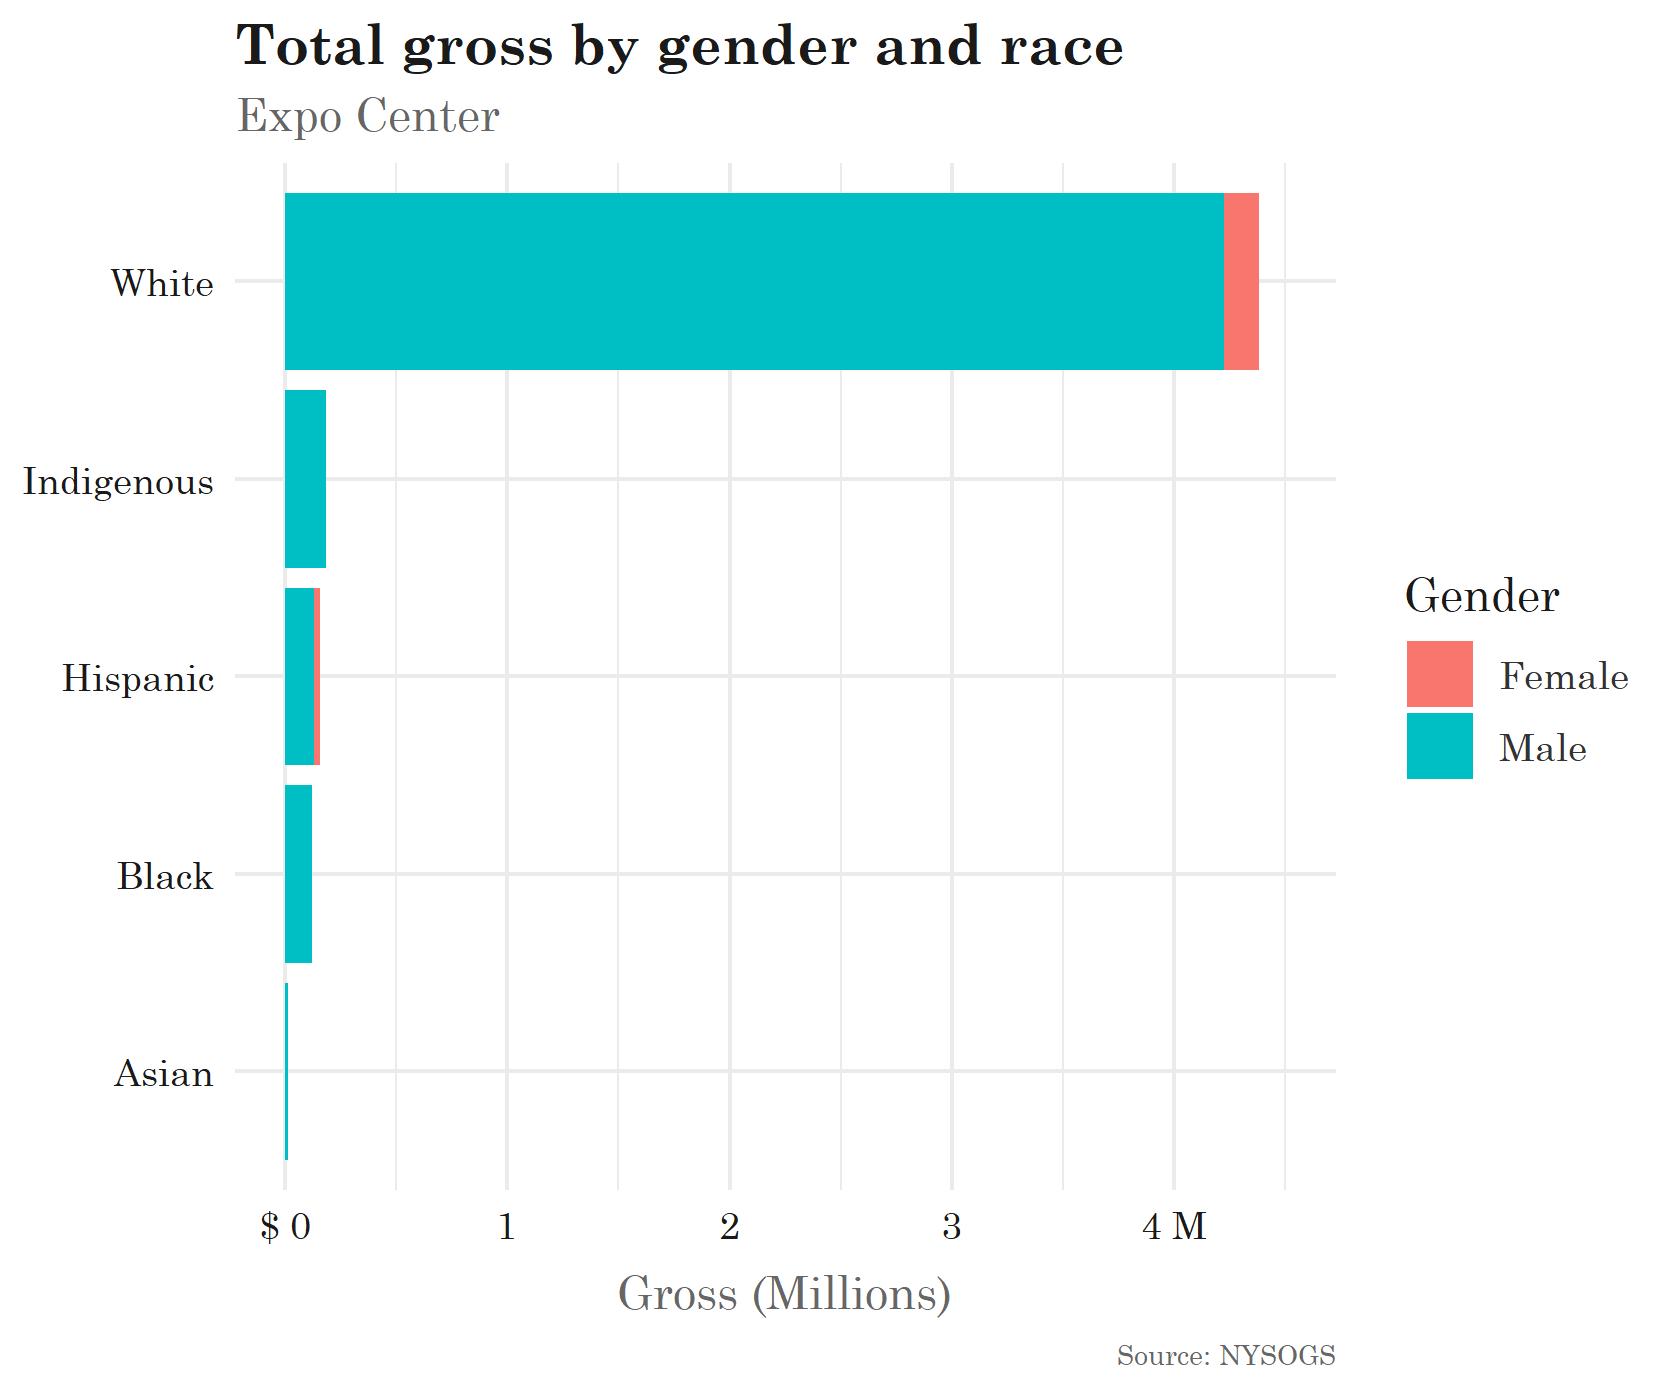 Total gross by gender and race
Expo Center
White
Indigenous
Hispanic
Black
Asian
$ 0 1 2 3 4 M
Gross (Millions)
Gender
Female
Male
Source: NYSOGS